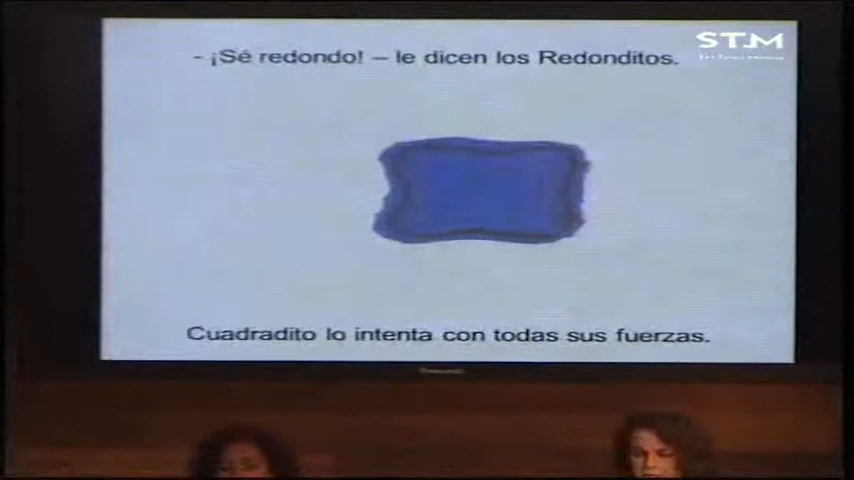 - ¡Sé redondo! – le dicen los Redonditos.
STM
Cuadradito lo intenta con todas sus fuerzas.